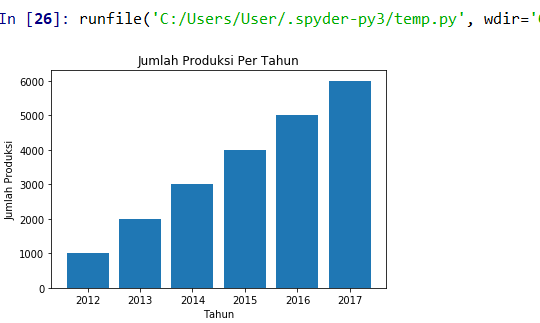 In [26]: runfile('C:/Users/User/.spyder-py3/temp.py', wdir='
Jumlah Produksi Per Tahun
6000
5000
4000
3000
2000
1000
0
Jumlah Produksi
2012 2013 2014 2015 2016 2017
Tahun